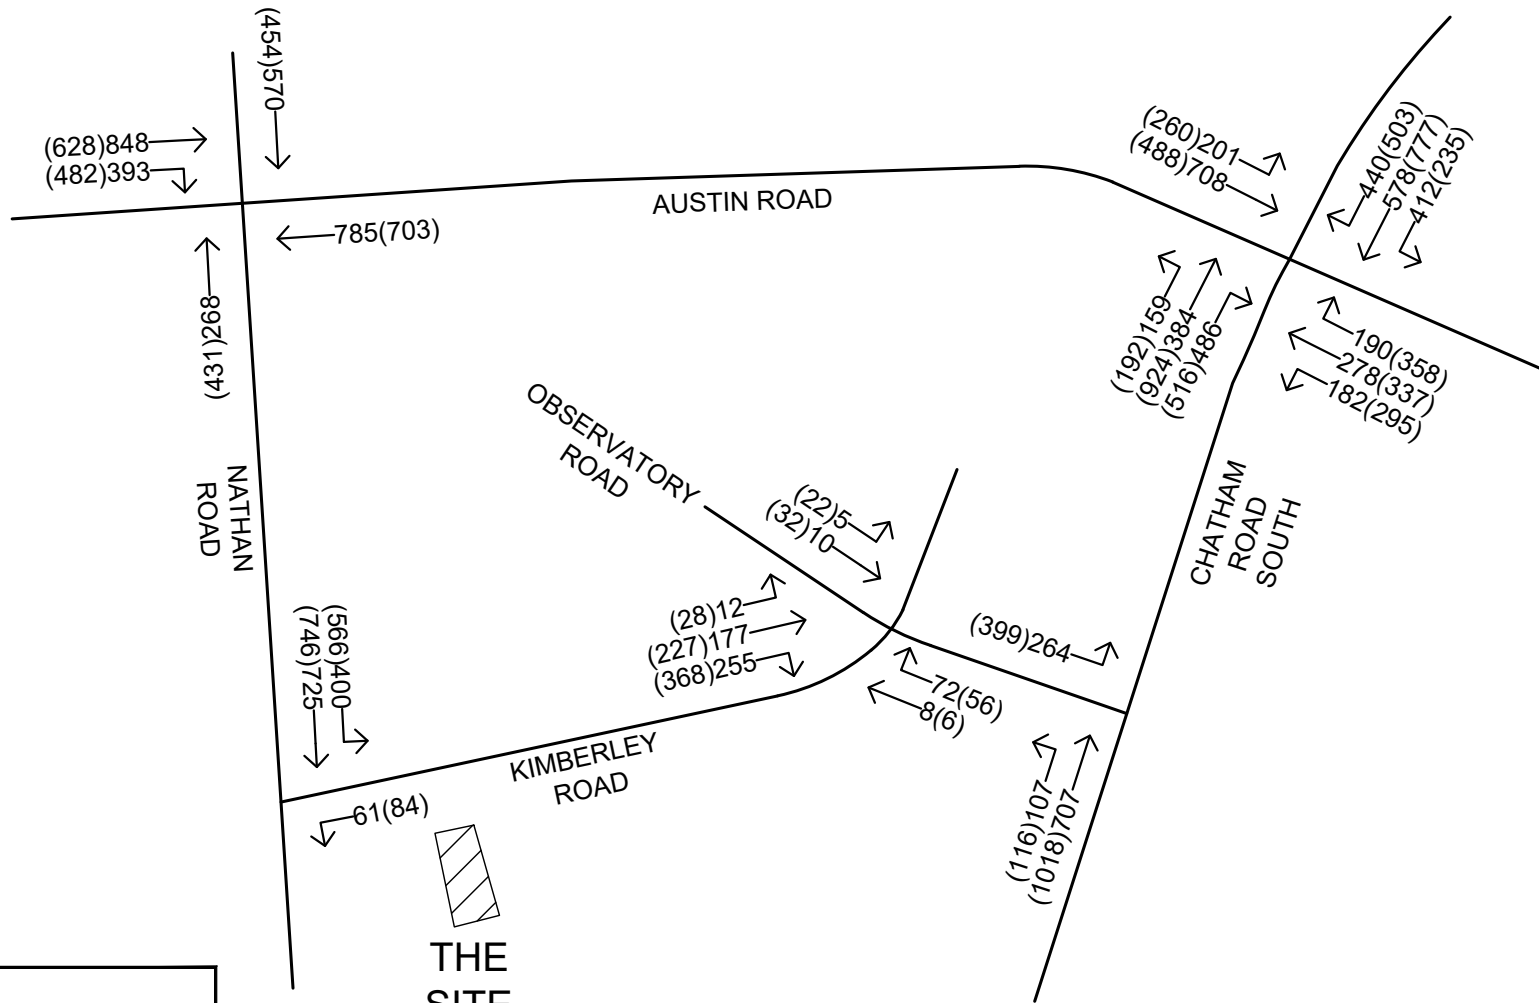 (454)570
(628)848
(482)393
785(703)
(431)268
AUSTIN ROAD
(260)201
(488)708
440(503)
578(777)
412(235)
(192)159
(924)384
(516)486
190(358)
278(337)
182(295)
NATHAN
ROAD
OBSERVATORY
ROAD
(22)5
(32)10
CHATHAM
ROAD
SOUTH
(28)12
(227)177
(368)255
(399)264
72(56)
8(6)
(566)400
(746)725
KIMBERLEY
ROAD
61(84)
(116)107
(1018)707
THE
SITE